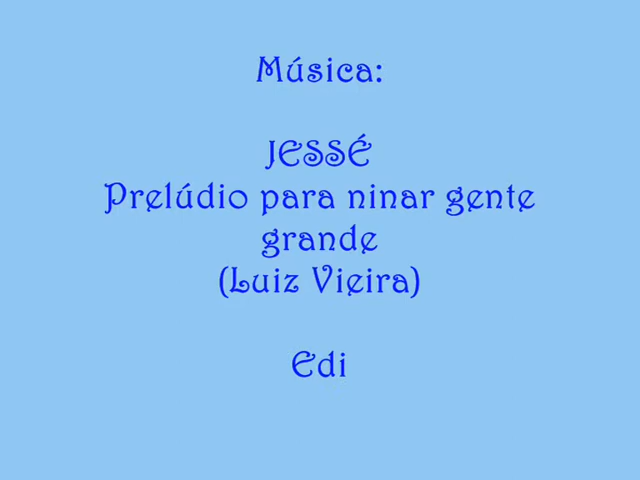 Música:
JESSÉ
Prelúdio para ninar gente
grande
(Luiz Vieira)
Edi